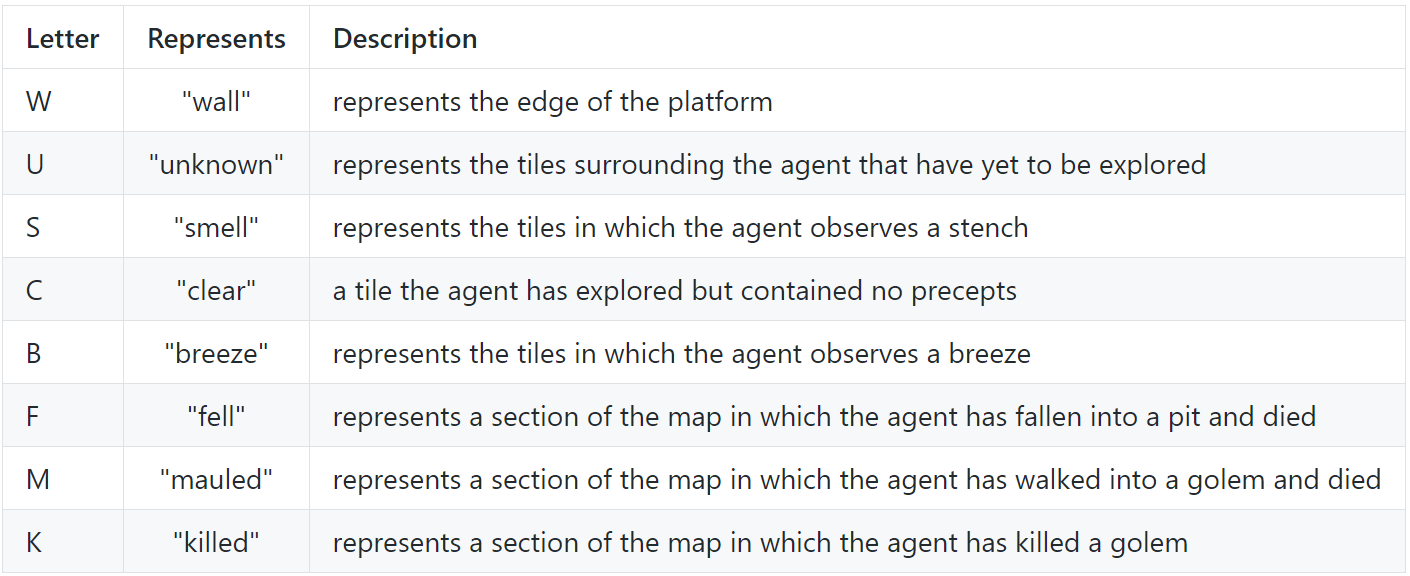 Letter Represents Description
W "wall" represents the edge of the platform
U "unknown" represents the tiles surrounding the agent that have yet to be explored
S "smell" represents the tiles in which the agent observes a stench
C "clear" a tile the agent has explored but contained no precepts
B "breeze" represents the tiles in which the agent observes a breeze
F "fell" represents a section of the map in which the agent has fallen into a pit and died
M "mauled" represents a section of the map in which the agent has walked into a golem and died
K "killed" represents a section of the map in which the agent has killed a golem